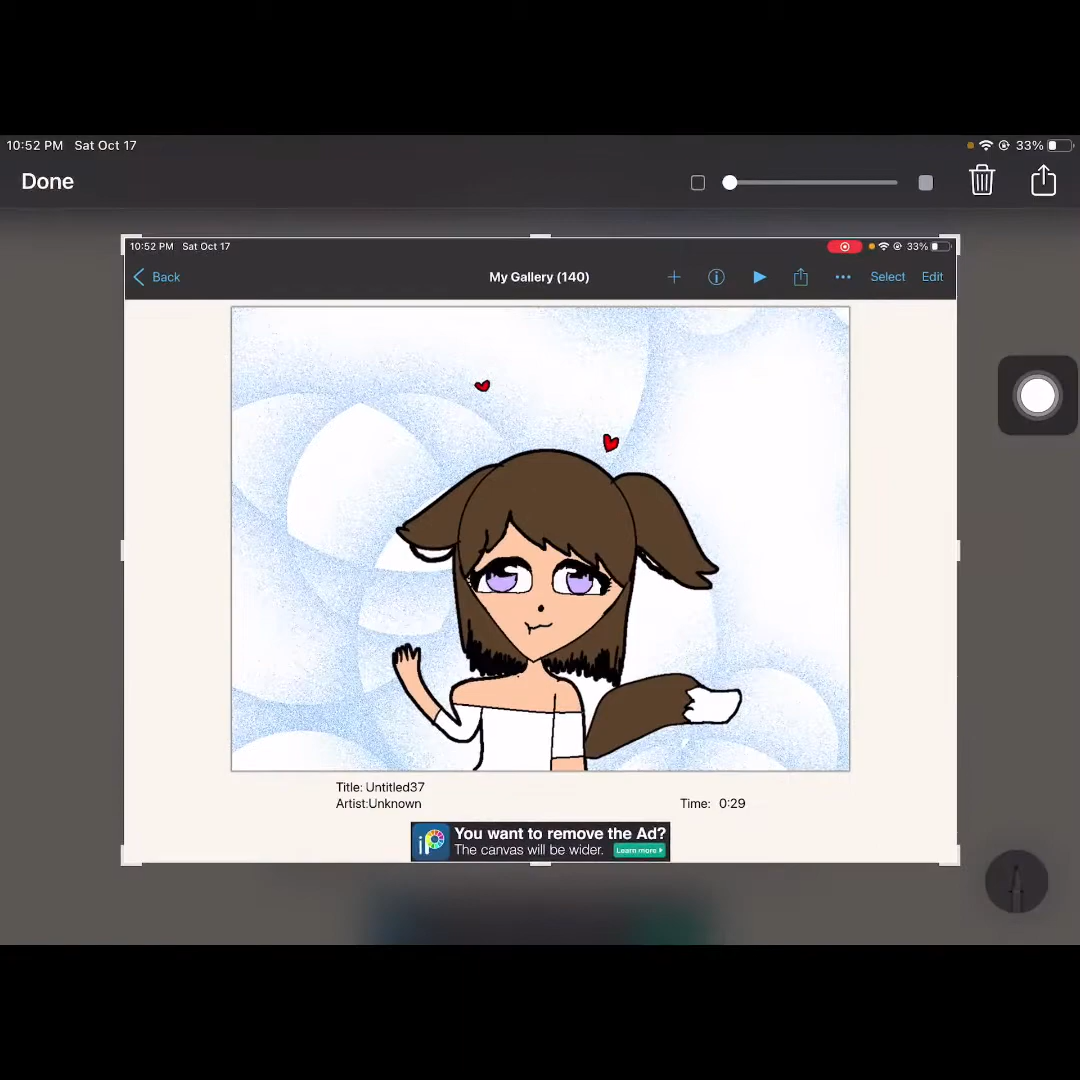 10:52 PM Sat Oct 17
33%
Done
10:52 PM Sat Oct 17
33%
Back
My Gallery (140)
Select
Edit
Title: Untitled37
Artist:Unknown
Time: 0:29
iP
You want to remove the Ad?
The canvas will be wider.
Learn more